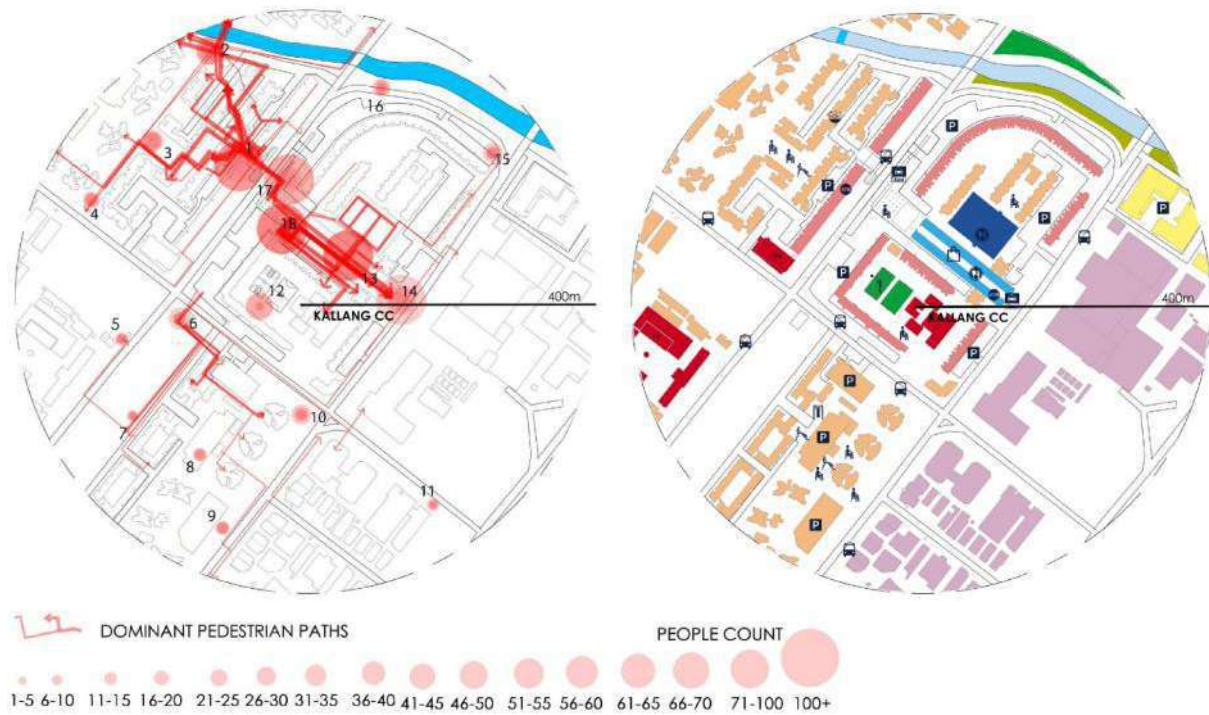 2
16
1
3
15
17
4
18
13
12
14
400m
KALLANG CC
5
6
10
7
8
11
9
P
P
P
P
P
1
400m
KALLANG CC
P
P
P
P
DOMINANT PEDESTRIAN PATHS
PEOPLE COUNT
1-5 6-10 11-15 16-20 21-25 26-30 31-35 36-40 41-45 46-50 51-55 56-60 61-65 66-70 71-100 100+